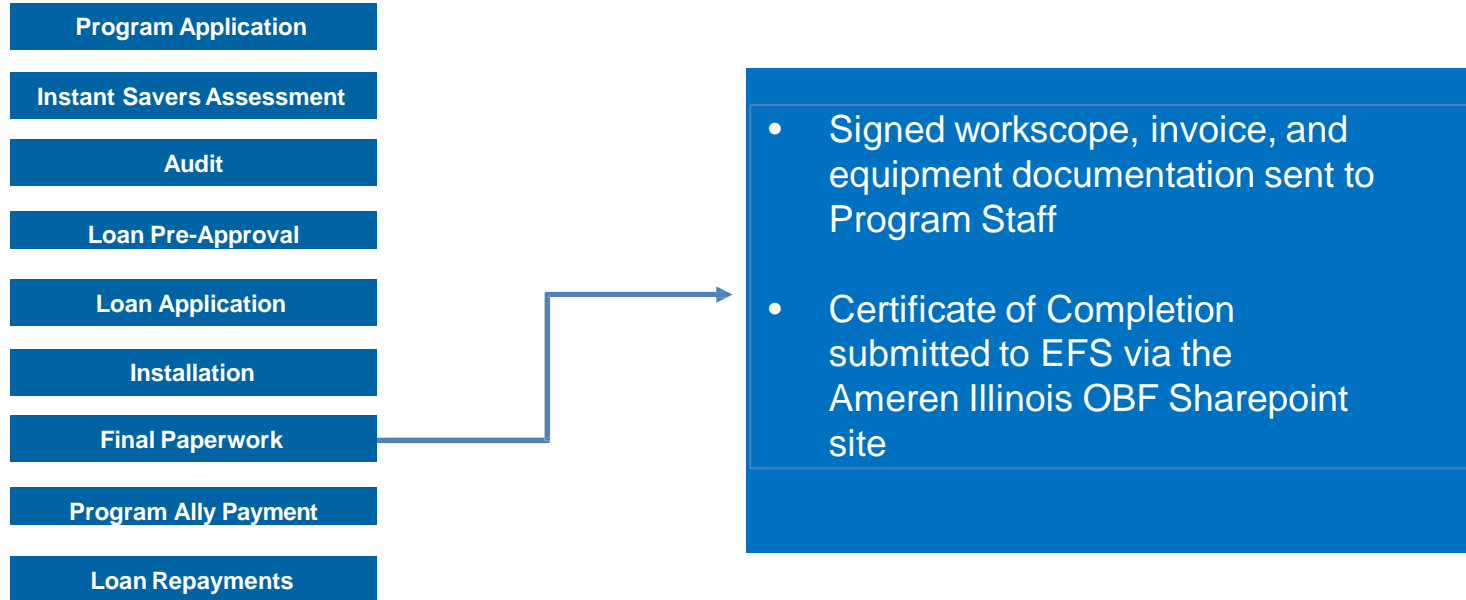 Program Application
Instant Savers Assessment
Audit
Loan Pre-Approval
Loan Application
Installation
Final Paperwork
Program Ally Payment
Loan Repayments
• Signed workscope, invoice, and
equipment documentation sent to
Program Staff
• Certificate of Completion
submitted to EFS via the
Ameren Illinois OBF Sharepoint
site